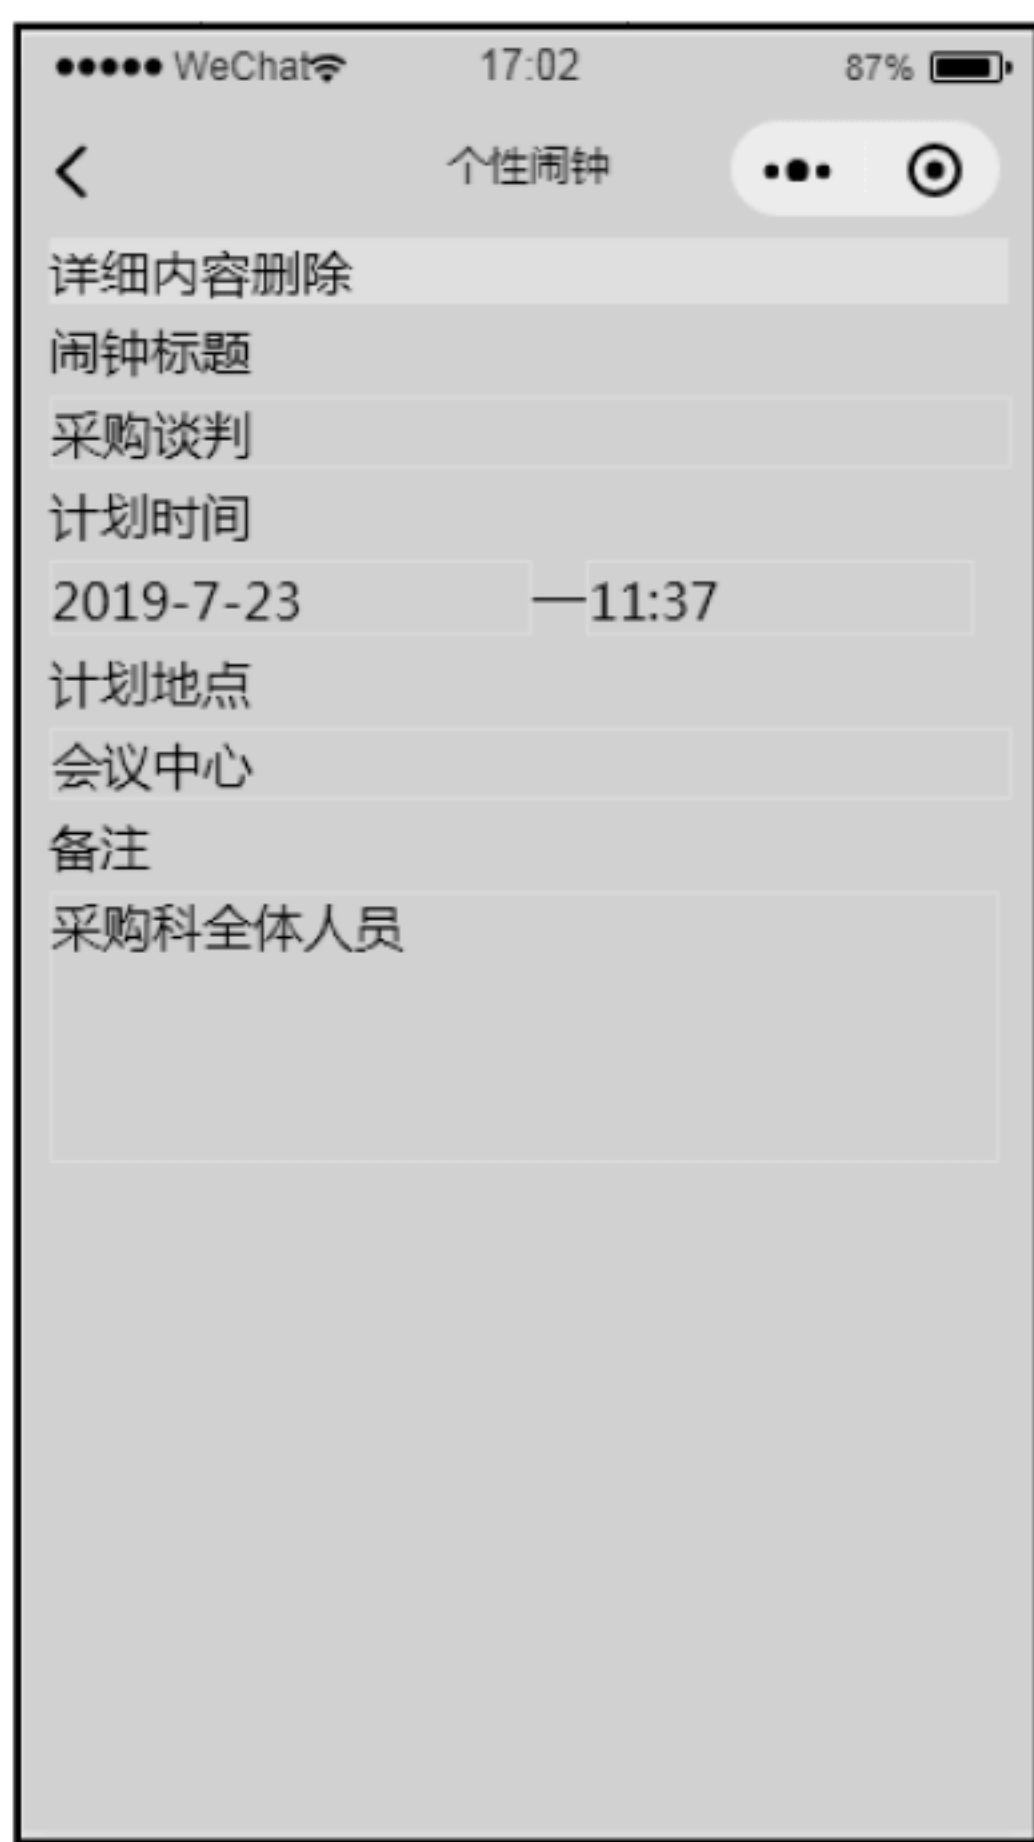 WeChat 17:02 87%
个性闹钟
详细内容删除
闹钟标题
采购谈判
计划时间
2019-7-23 —11:37
计划地点
会议中心
备注
采购科全体人员